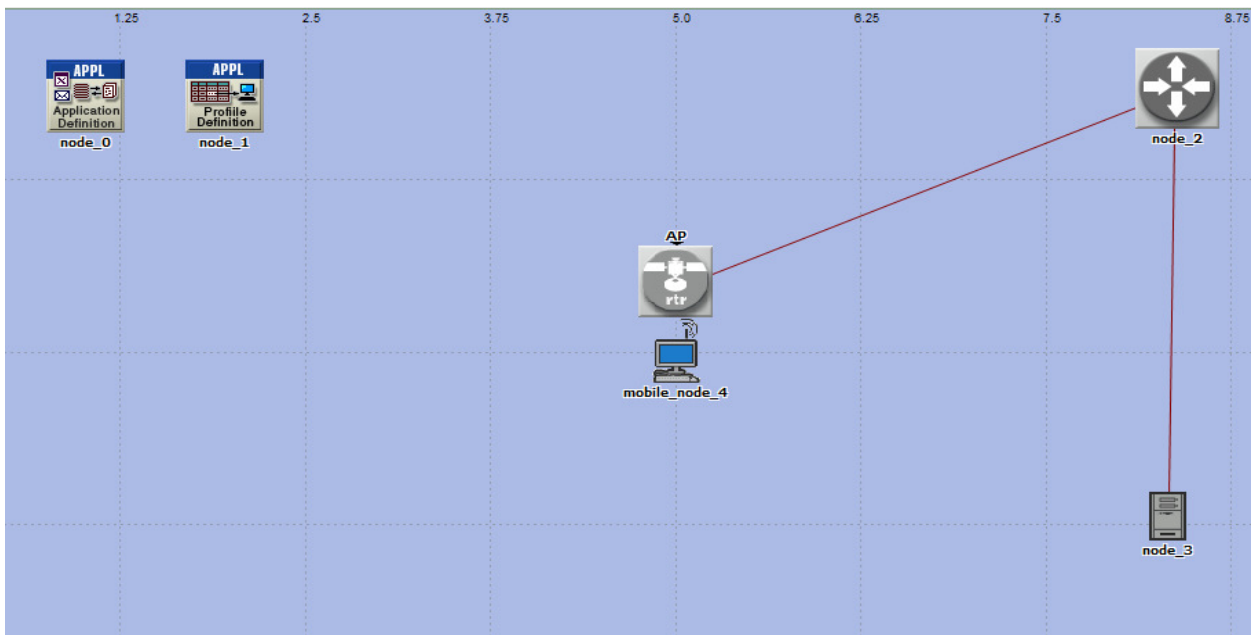 1.25 2.5 3.75 5.0 6.25 7.5 8.75
APPL
Application
Definition
node_0
APPL
Profiile
Definition
node_1
node_2
AP
rtr
mobile_node_4
node_3